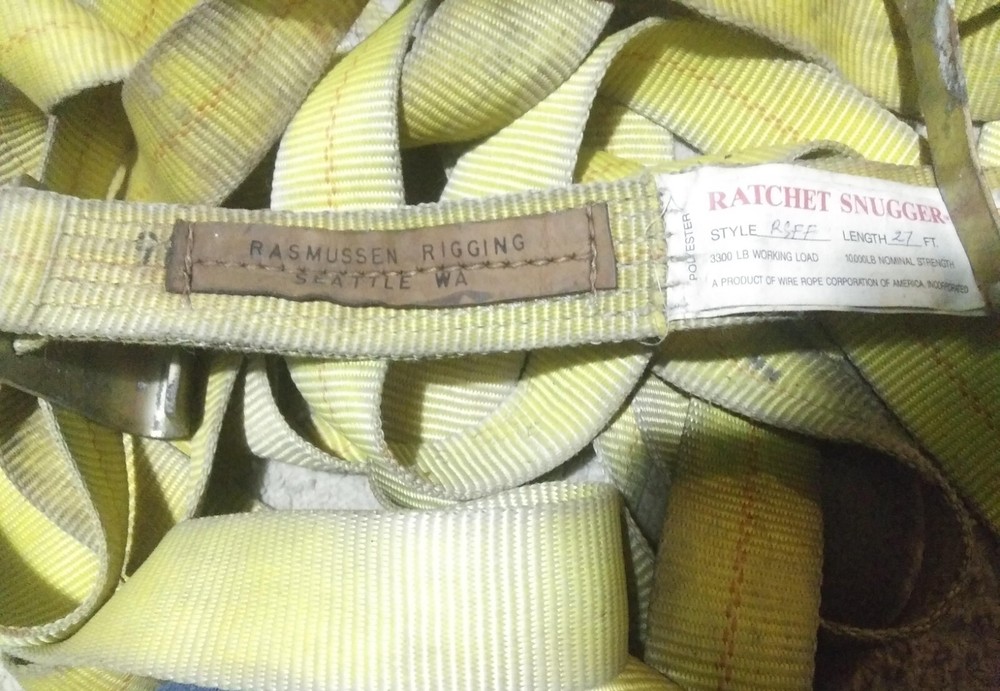 RASMUSSEN RIGGING
SEATTLE WA
POLYESTER
RATCHET SNUGGER-
STYLE RSFF LENGTH 27 FT.
3300 LB WORKING LOAD 10,000LB NOMINAL STRENGTH
A PRODUCT OF WIRE ROPE CORPORATION OF AMERICA, INCORPORATED